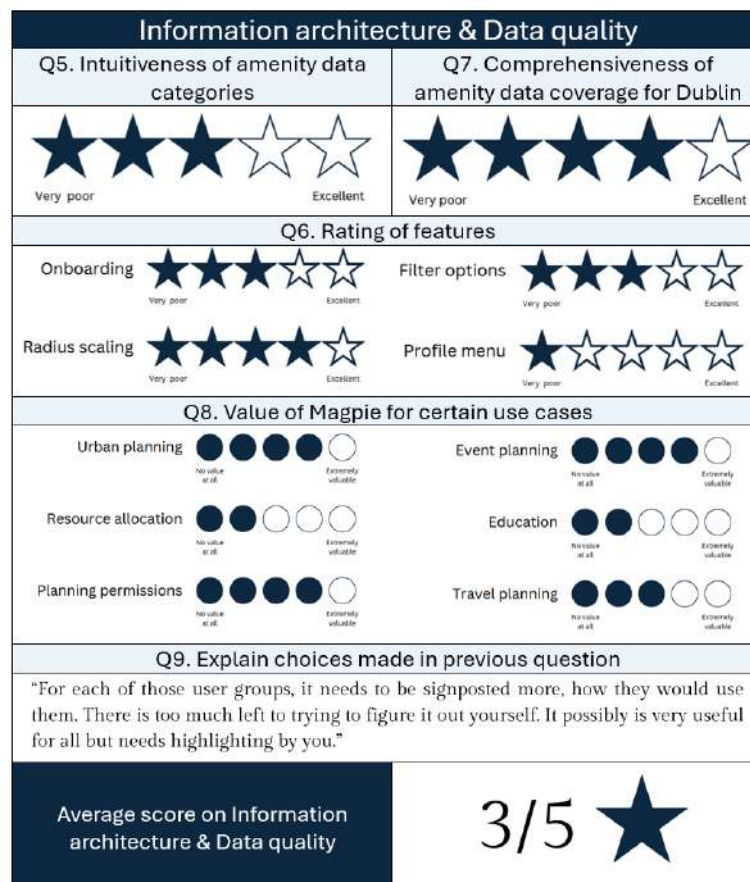 Information architecture & Data quality
Q5. Intuitiveness of amenity data
categories
Q7. Comprehensiveness of
amenity data coverage for Dublin
Very poor
Excellent
Very poor
Excellent
Q6. Rating of features
Onboarding
Very poor
Excellent
Filter options
Very poor
Excellent
Radius scaling
Very poor
Excellent
Profile menu
Very poor
Excellent
Q8. Value of Magpie for certain use cases
Urban planning
No value
at all
Extremely
valuable
Event planning
No value
at all
Extremely
valuable
Resource allocation
No value
at all
Extremely
valuable
Education
No value
at all
Extremely
valuable
Planning permissions
No value
at all
Extremely
valuable
Travel planning
No value
at all
Extremely
valuable
Q9. Explain choices made in previous question
“For each of those user groups, it needs to be signposted more, how they would use
them. There is too much left to trying to figure it out yourself. It possibly is very useful
for all but needs highlighting by you.”
Average score on Information
architecture & Data quality
3/5